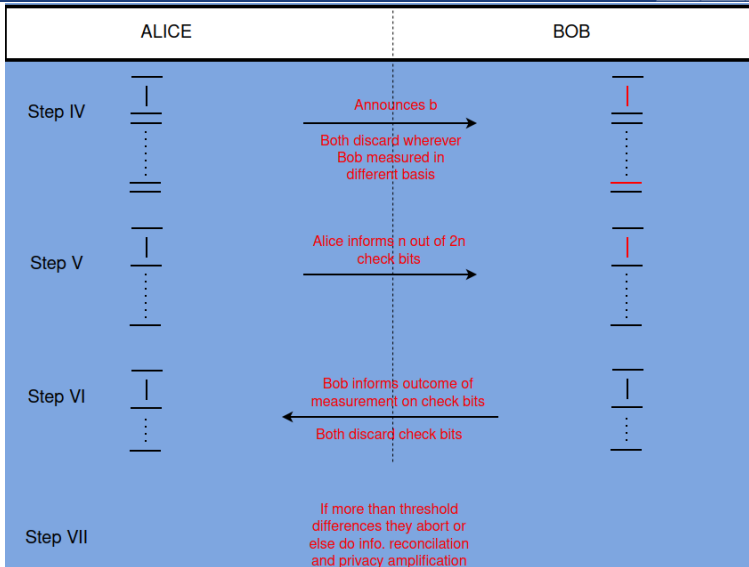 ALICE
BOB
Step IV
Announces b
Both discard wherever
Bob measured in
different basis
Step V
Alice informs n out of 2n
check bits
Step VI
Bob informs outcome of
measurement on check bits
Both discard check bits
Step VII
If more than threshold
differences they abort or
else do info. reconcilation
and privacy amplification